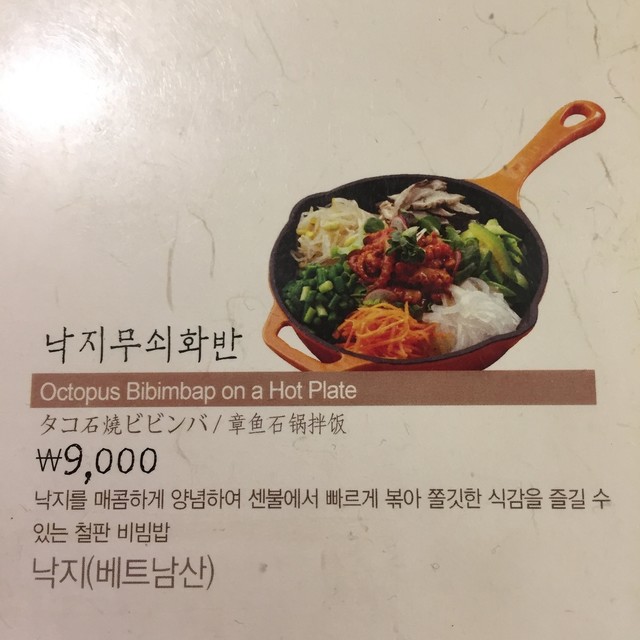 낙지무쇠화반
Octopus Bibimbap on a Hot Plate
タコ石燒ビビンバ / 章鱼石锅拌饭
₩9,000
낙지를 매콤하게 양념하여 센불에서 빠르게 볶아 쫄깃한 식감을 즐길 수
있는 철판 비빔밥
낙지(베트남산)